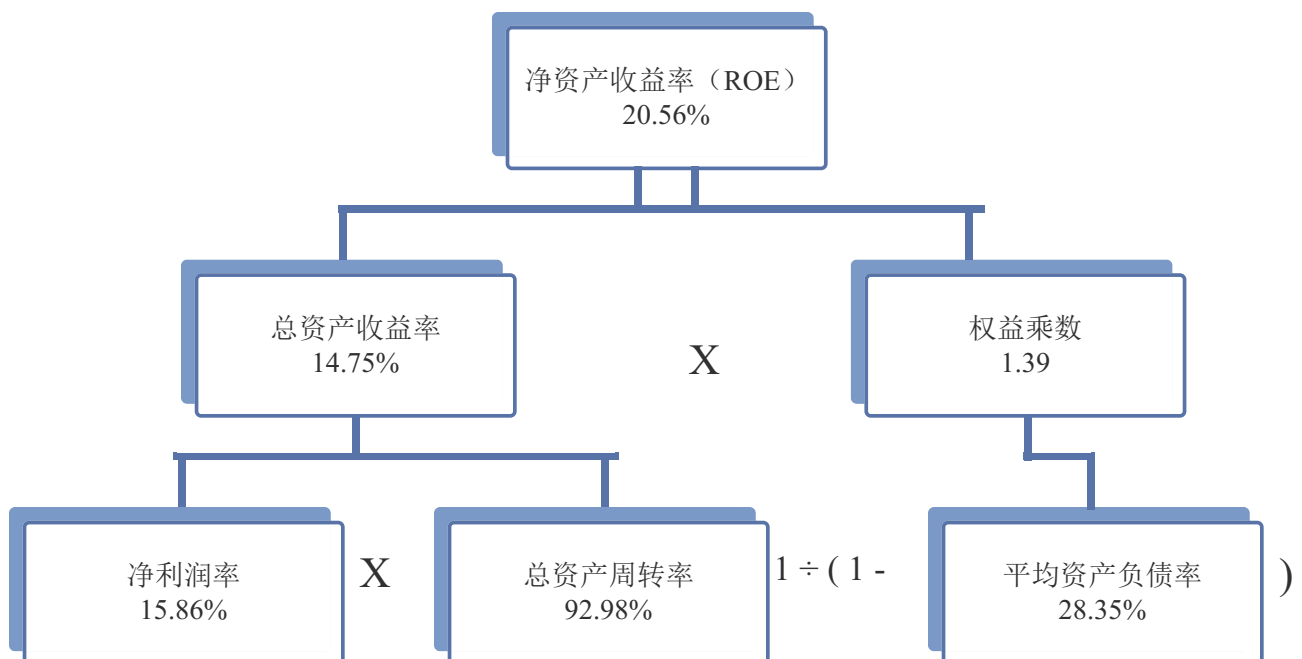 净资产收益率（ROE）
20.56%
总资产收益率
14.75%
X
权益乘数
1.39
净利润率
15.86%
X
总资产周转率
92.98%
1 ÷ ( 1 -
平均资产负债率
28.35%
)